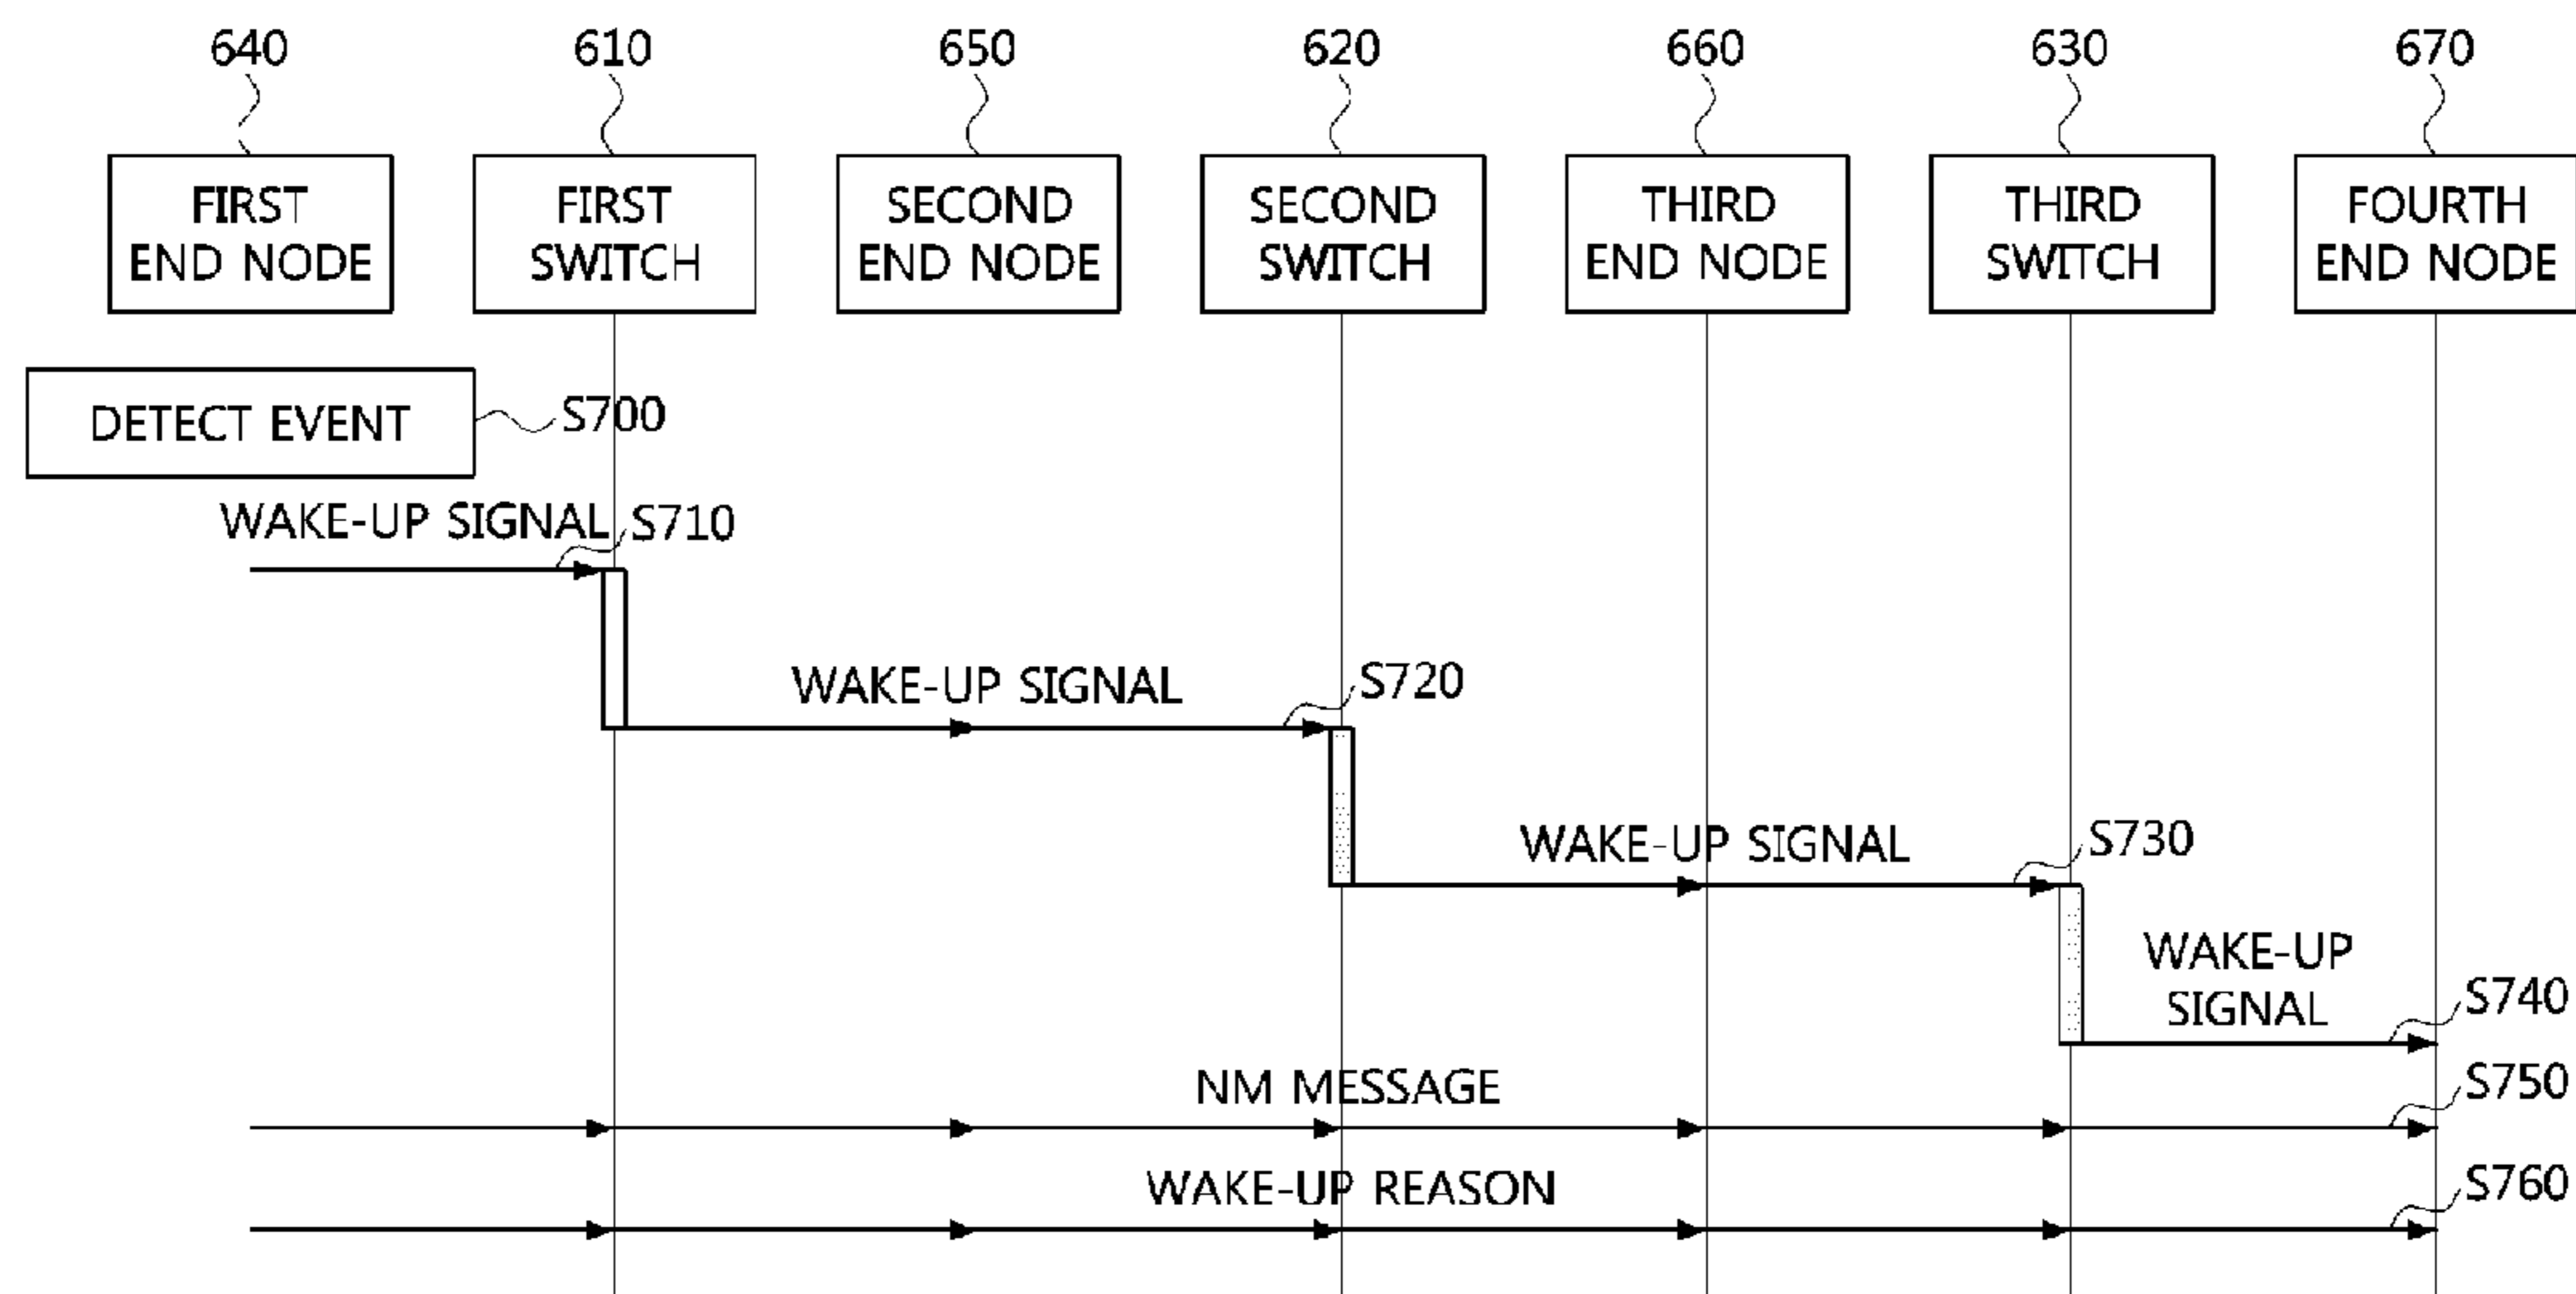 640
610
650
620
660
630
670
FIRST
END NODE
FIRST
SWITCH
SECOND
END NODE
SECOND
SWITCH
THIRD
END NODE
THIRD
SWITCH
FOURTH
END NODE
DETECT EVENT
S700
WAKE-UP SIGNAL
S710
WAKE-UP SIGNAL
S720
WAKE-UP SIGNAL
S730
WAKE-UP
SIGNAL
S740
NM MESSAGE
S750
WAKE-UP REASON
S760